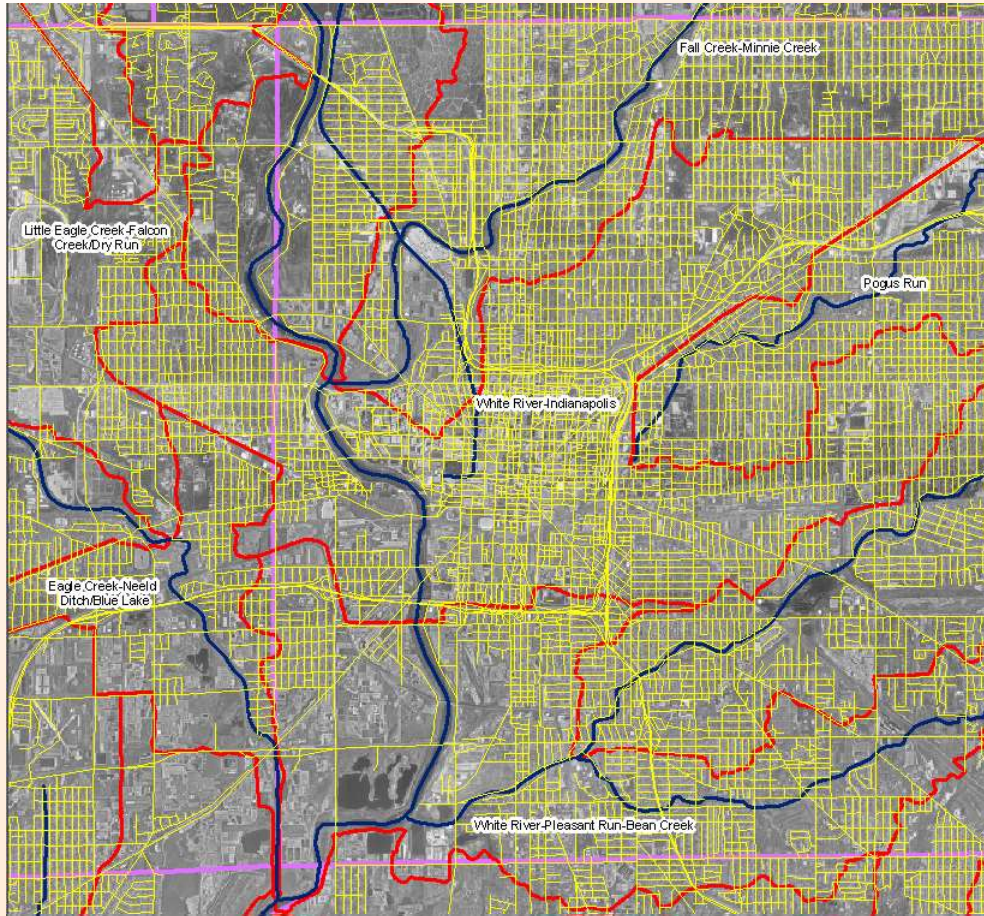 Fall Creek-Minnie Creek
Little Eagle Creek-Falcon
Creek/Dry Run
Pogus Run
White River-Indianapolis
Eagle Creek-Neeld
Ditch/Blue Lake
White River-Pleasant Run-Bean Creek